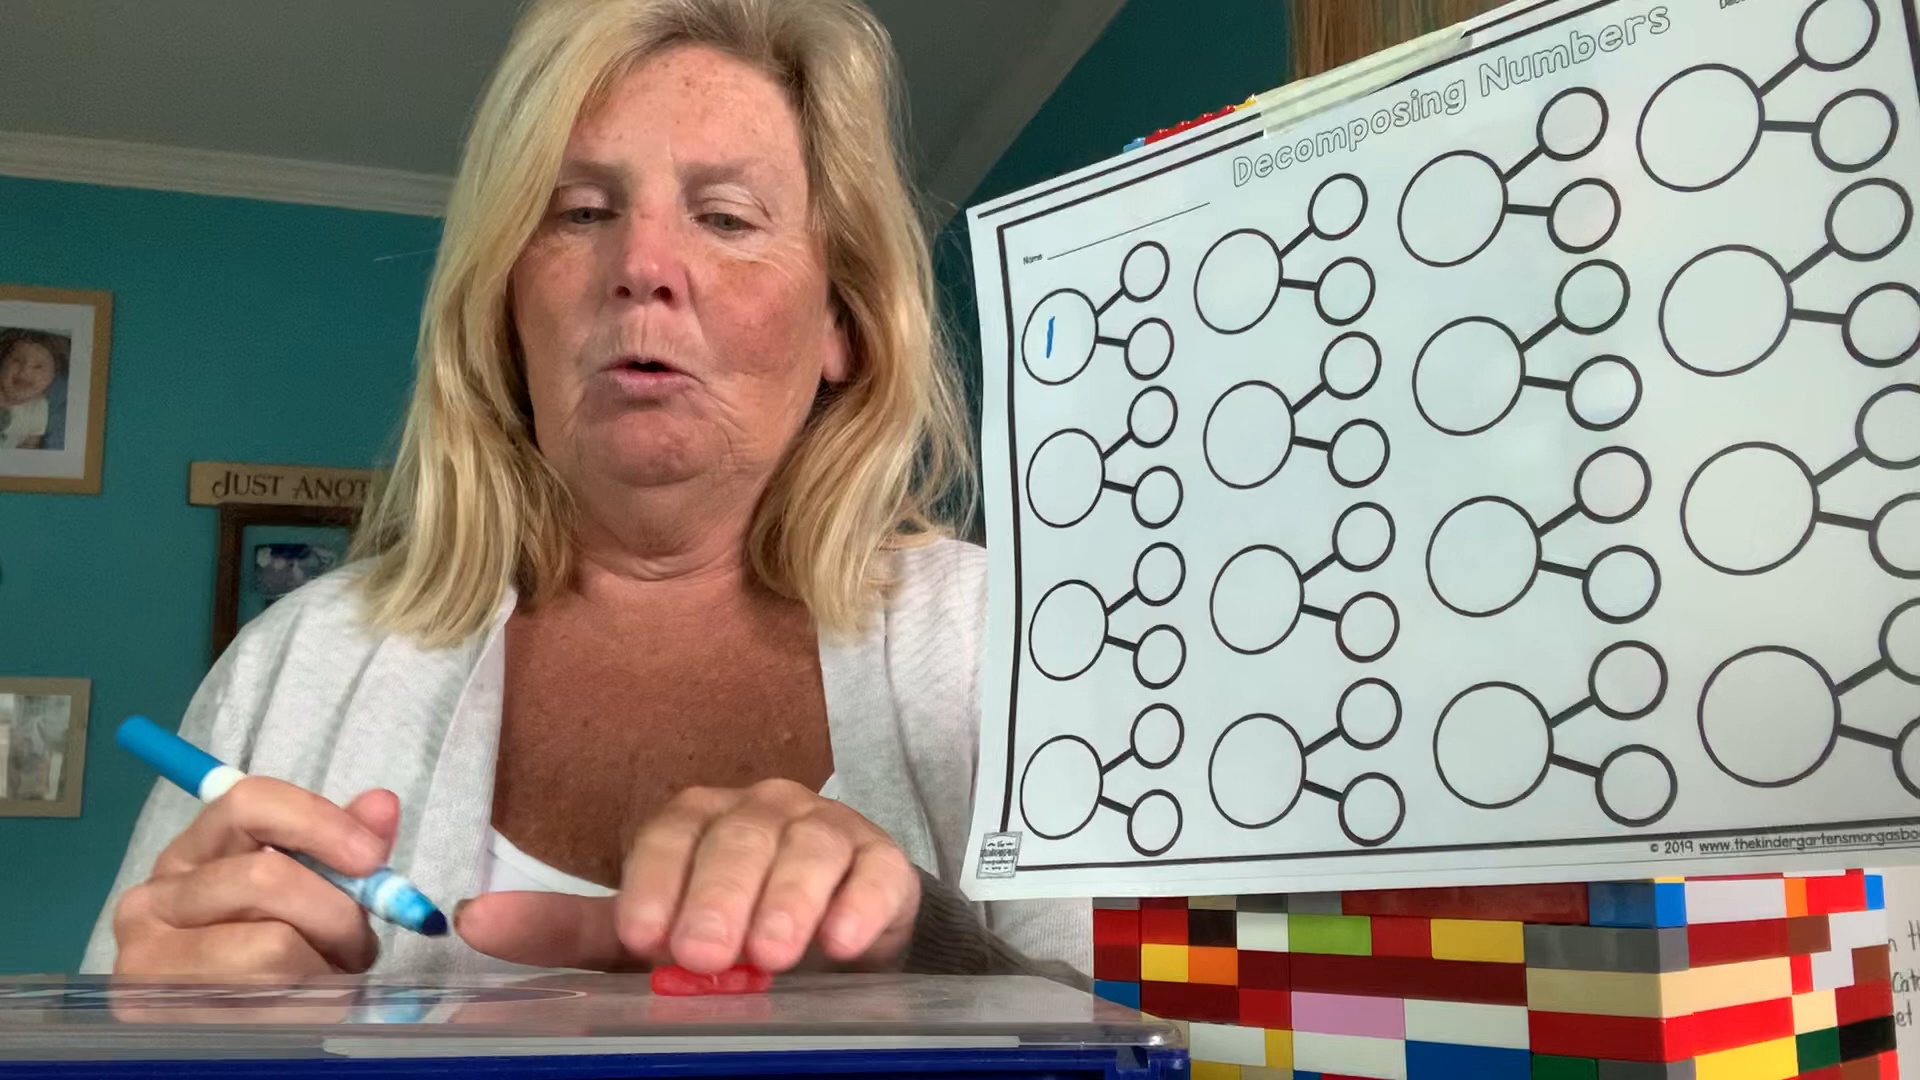 Decomposing Numbers
Name
1
JUST ANOT
© 2019 www.thekindergartensmorgasbo